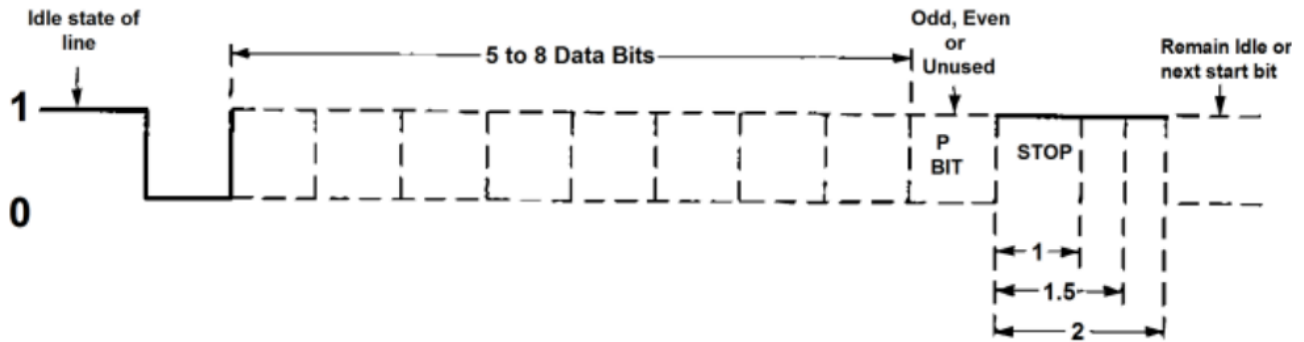 Idle state of
line
5 to 8 Data Bits
Odd, Even
or
Unused
Remain Idle or
next start bit
1
0
P
BIT
STOP
1
1.5
2